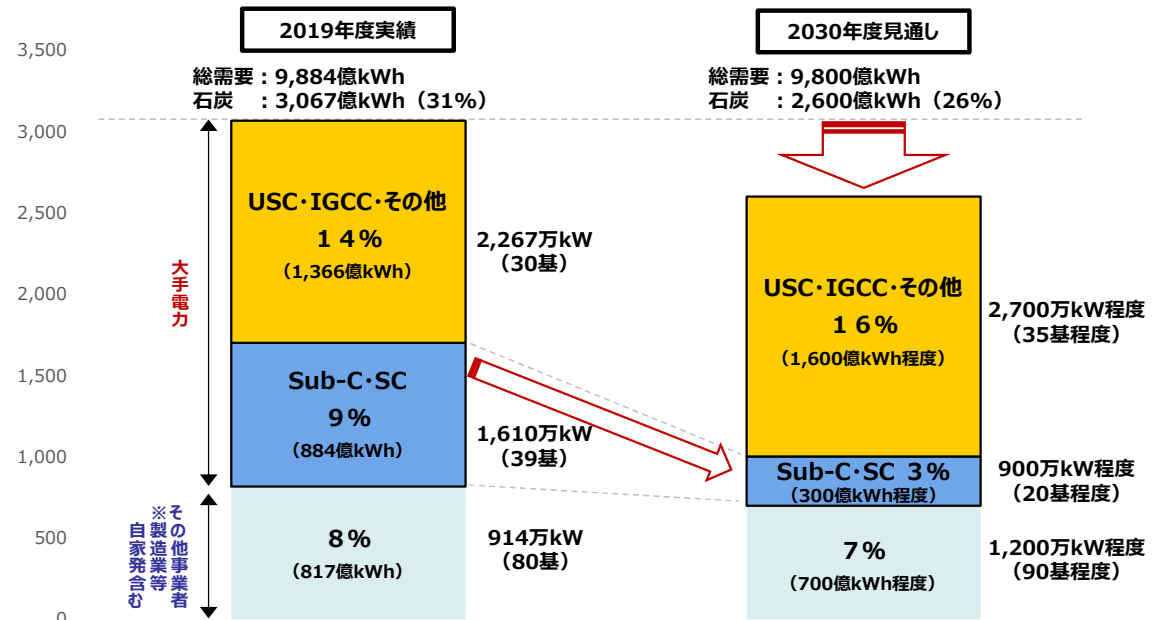 2019年度実績
2030年度見通し
総需要：9,884億kWh
石炭　：3,067億kWh（31%）
総需要：9,800億kWh
石炭　：2,600億kWh（26%）
3,500
3,000
2,500
2,000
1,500
1,000
500
0
大手電力
その他事業者
※製造業等
自家発含む
USC・IGCC・その他
１４%
（1,366億kWh）
2,267万kW
（30基）
Sub-C・SC
９%
（884億kWh）
1,610万kW
（39基）
８%
（817億kWh）
914万kW
（80基）
USC・IGCC・その他
１６%
（1,600億kWh程度）
2,700万kW程度
（35基程度）
Sub-C・SC ３%
（300億kWh程度）
900万kW程度
（20基程度）
７%
（700億kWh程度）
1,200万kW程度
（90基程度）